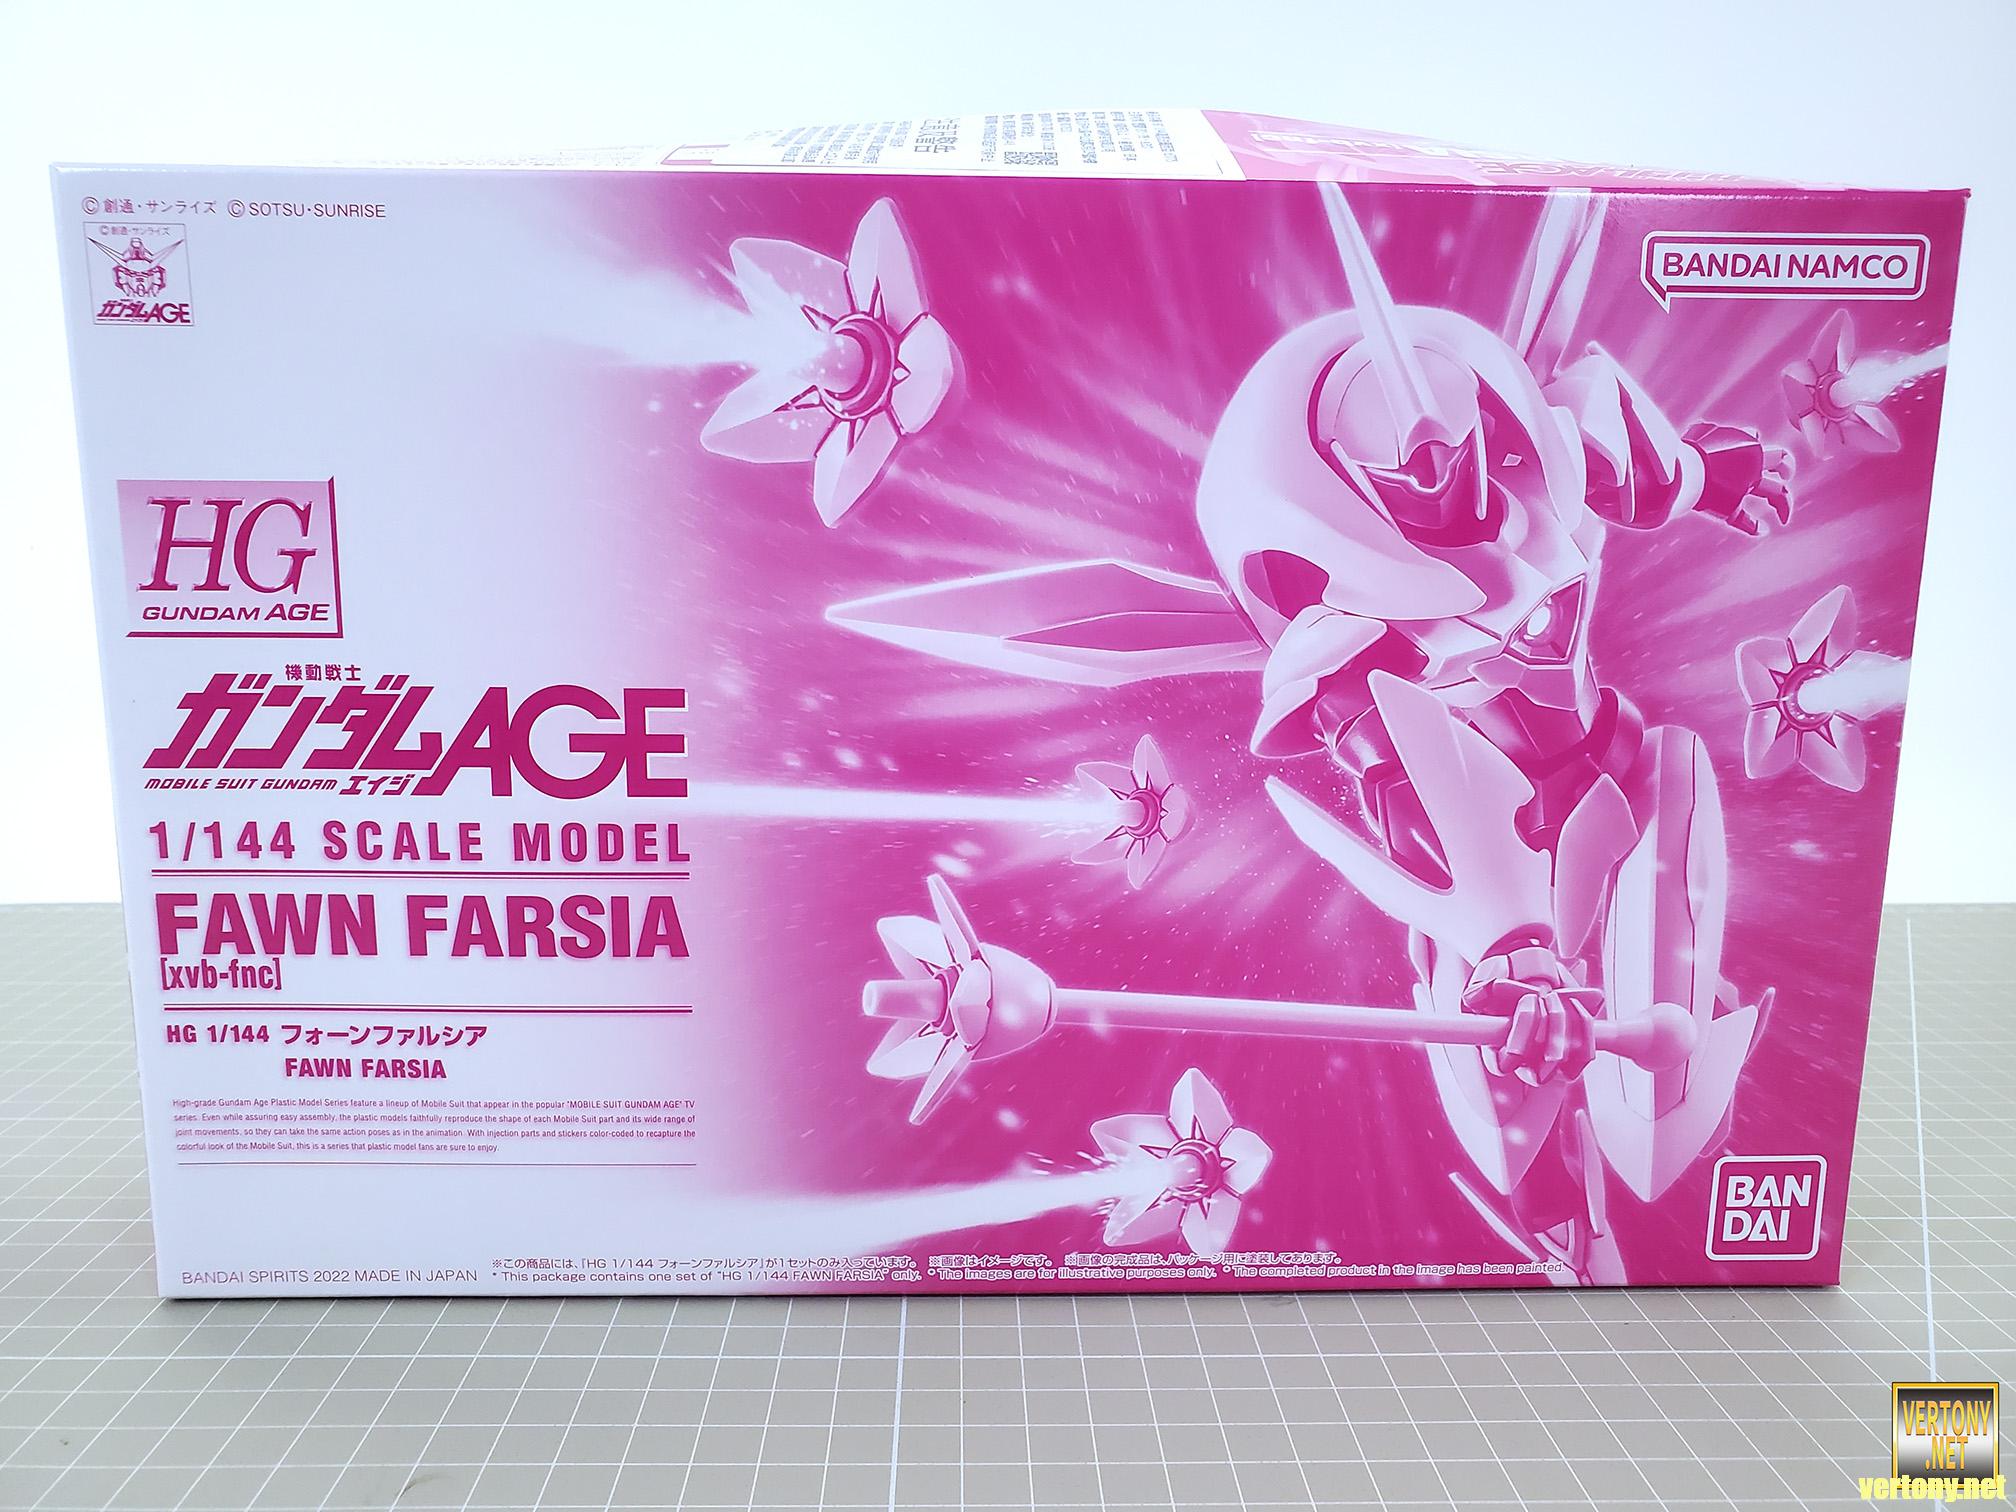 ©創通・サンライズ ©SOTSU・SUNRISE
©創通・サンライズ
ガンダムAGE
BANDAI NAMCO
HG
GUNDAM AGE
機動戦士
ガンダムAGE
MOBILE SUIT GUNDAM エイジ
1/144 SCALE MODEL
FAWN FARSIA
[xvb-fnc]
HG 1/144 フォーンファルシア
FAWN FARSIA
High-grade Gundam Age Plastic Model Series feature a lineup of Mobile Suit that appear in the popular "MOBILE SUIT GUNDAM AGE" TV
series. Even while assuring easy assembly, the plastic models faithfully reproduce the shape of each Mobile Suit part and its wide range of
joint movements, so they can take the same action poses as in the animation. With injection parts and stickers color-coded to recapture the
colorful look of the Mobile Suit, this is a series that plastic model fans are sure to enjoy.
BAN
DAI
BANDAI SPIRITS 2022 MADE IN JAPAN
※この商品には、「HG 1/144 フォーンファルシア」が1セットのみ入っています。 ※画像はイメージです。 ※画像の完成品は、パッケージ用に塗装してあります。
* This package contains one set of "HG 1/144 FAWN FARSIA" only. * The images are for illustrative purposes only. * The completed product in the image has been painted.
VERTONY
.NET
vertony.net